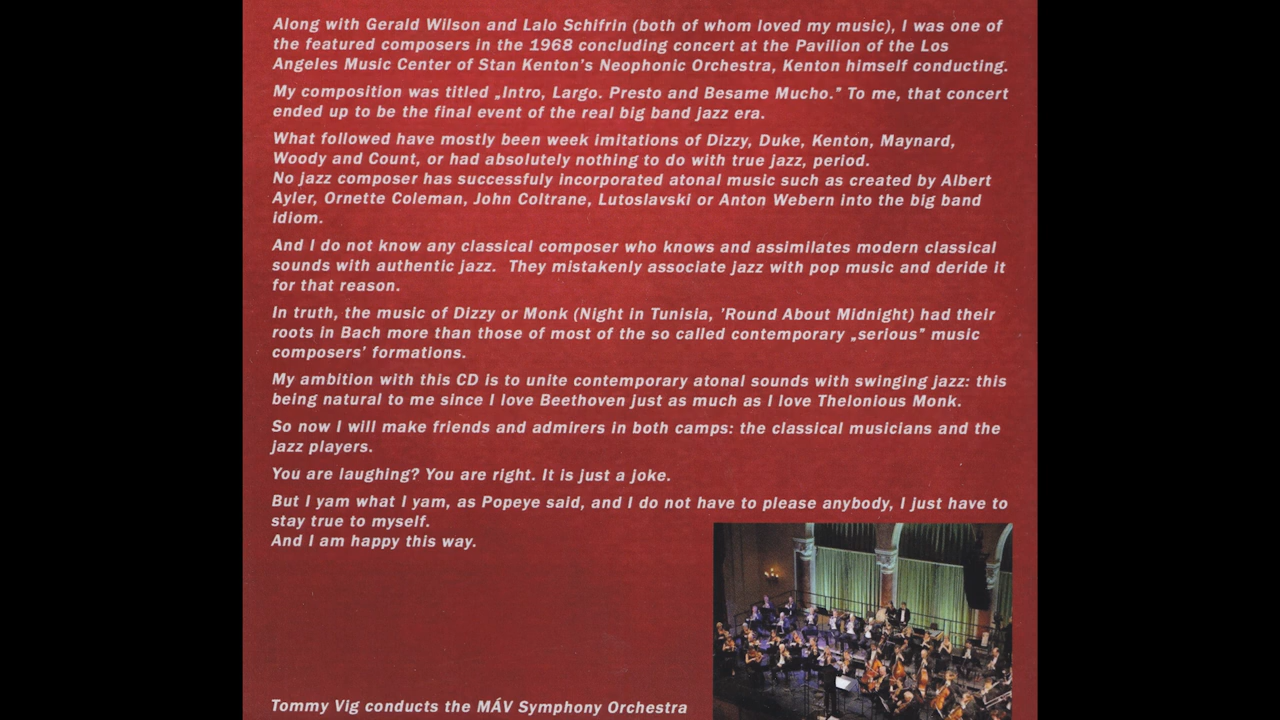 Along with Gerald Wilson and Lalo Schifrin (both of whom loved my music), I was one of
the featured composers in the 1968 concluding concert at the Pavilion of the Los
Angeles Music Center of Stan Kenton's Neophonic Orchestra, Kenton himself conducting.
My composition was titled „Intro, Largo. Presto and Besame Mucho.” To me, that concert
ended up to be the final event of the real big band jazz era.
What followed have mostly been week imitations of Dizzy, Duke, Kenton, Maynard,
Woody and Count, or had absolutely nothing to do with true jazz, period.
No jazz composer has successfuly incorporated atonal music such as created by Albert
Ayler, Ornette Coleman, John Coltrane, Lutoslavski or Anton Webern into the big band
idiom.
And I do not know any classical composer who knows and assimilates modern classical
sounds with authentic jazz.  They mistakenly associate jazz with pop music and deride it
for that reason.
In truth, the music of Dizzy or Monk (Night in Tunisia, ’Round About Midnight) had their
roots in Bach more than those of most of the so called contemporary „serious” music
composers’ formations.
My ambition with this CD is to unite contemporary atonal sounds with swinging jazz: this
being natural to me since I love Beethoven just as much as I love Thelonious Monk.
So now I will make friends and admirers in both camps: the classical musicians and the
jazz players.
You are laughing? You are right. It is just a joke.
But I yam what I yam, as Popeye said, and I do not have to please anybody, I just have to
stay true to myself.
And I am happy this way.
Tommy Vig conducts the MÁV Symphony Orchestra